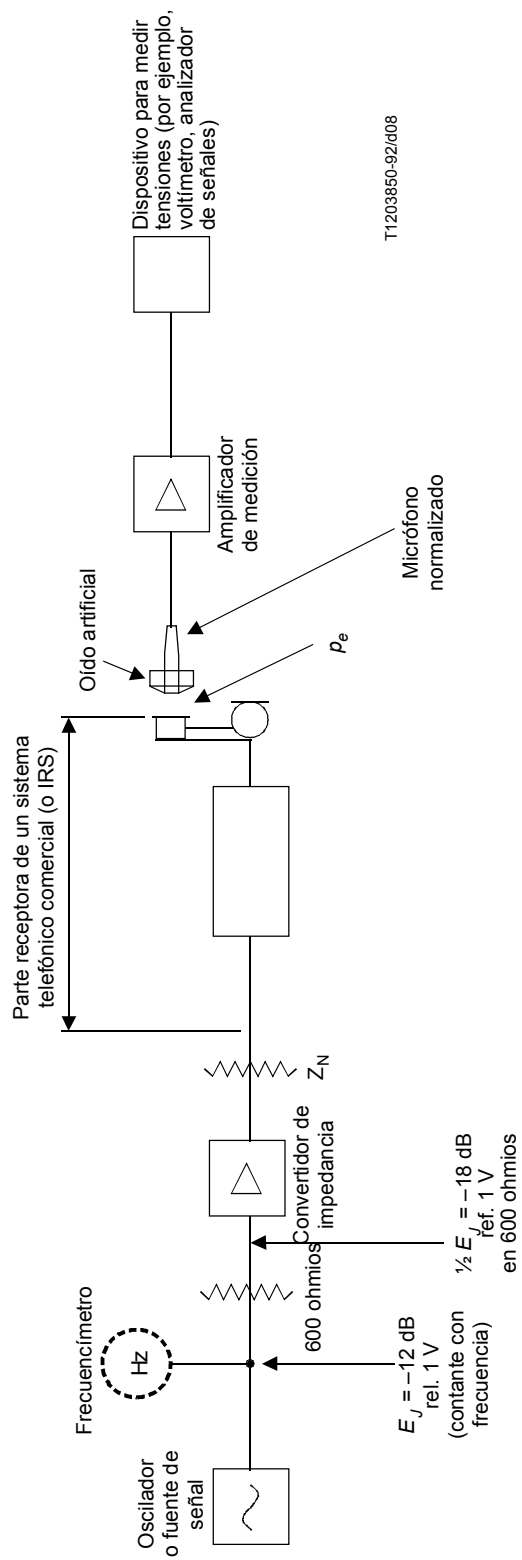 Parte receptora de un sistema
telefónico comercial (o IRS)
Frecuencímetro
Hz
Oscilador
o fuente de
señal
E_J = –12 dB
rel. 1 V
(contante con
frecuencia)
600 ohmios
½ E_J = –18 dB
ref. 1 V
en 600 ohmios
Convertidor de
impedancia
Z_N
Oído artificial
p_e
Micrófono
normalizado
Amplificador
de medición
Dispositivo para medir
tensiones (por ejemplo,
voltímetro, analizador
de señales)
T1203850-92/d08